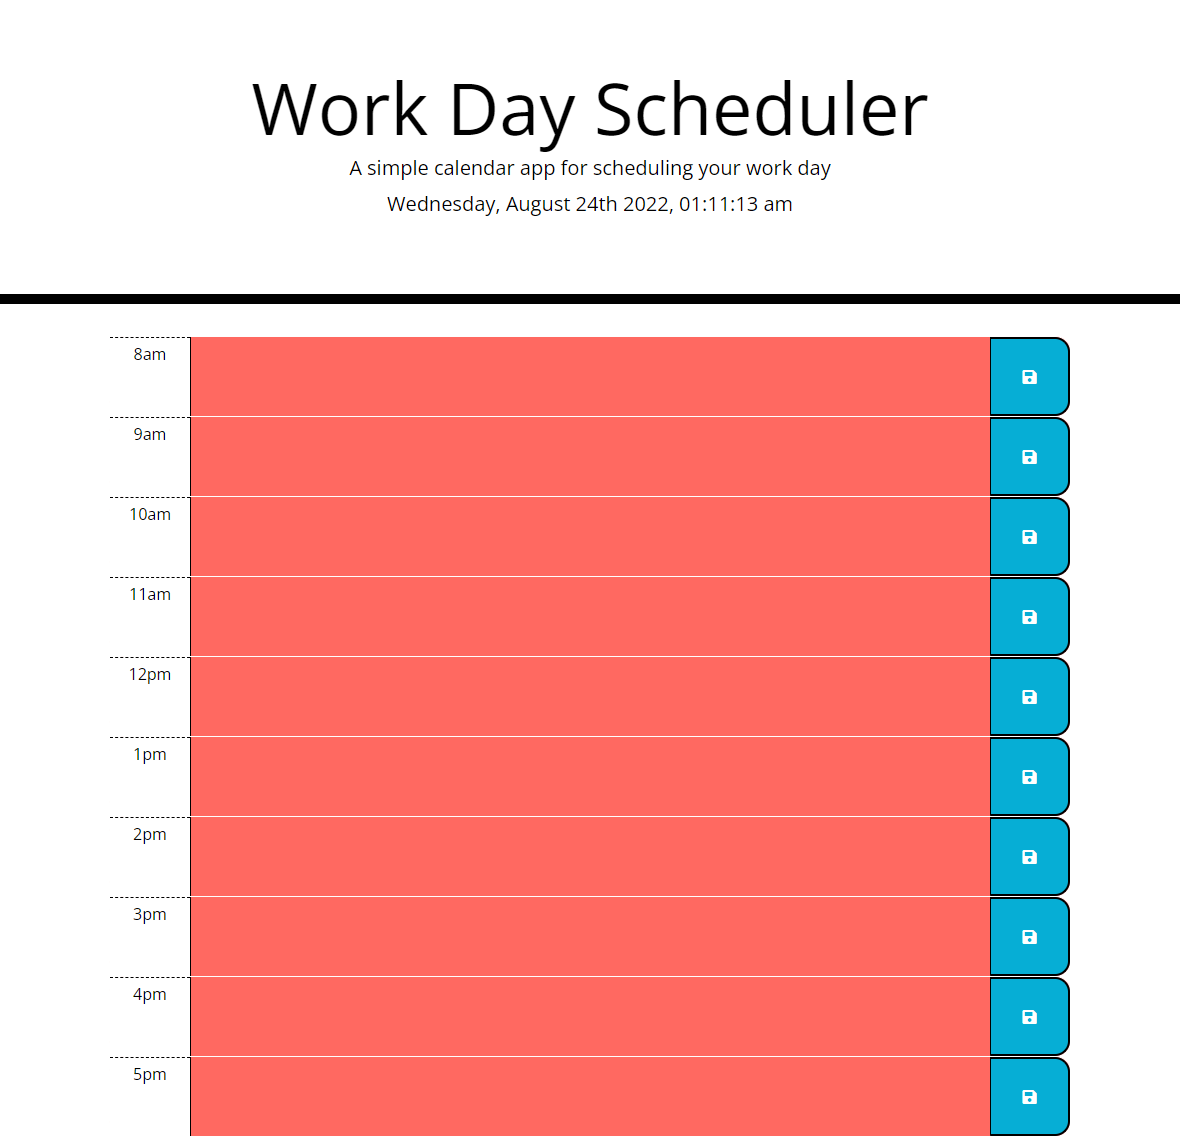 Work Day Scheduler
A simple calendar app for scheduling your work day
Wednesday, August 24th 2022, 01:11:13 am
8am
9am
10am
11am
12pm
1pm
2pm
3pm
4pm
5pm